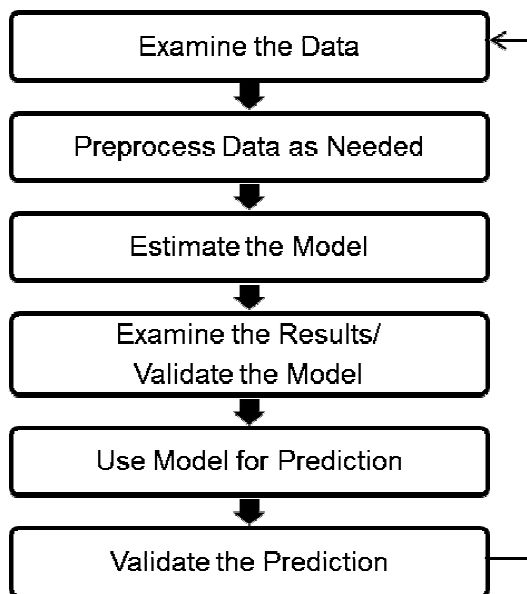 Examine the Data
Preprocess Data as Needed
Estimate the Model
Examine the Results/
Validate the Model
Use Model for Prediction
Validate the Prediction